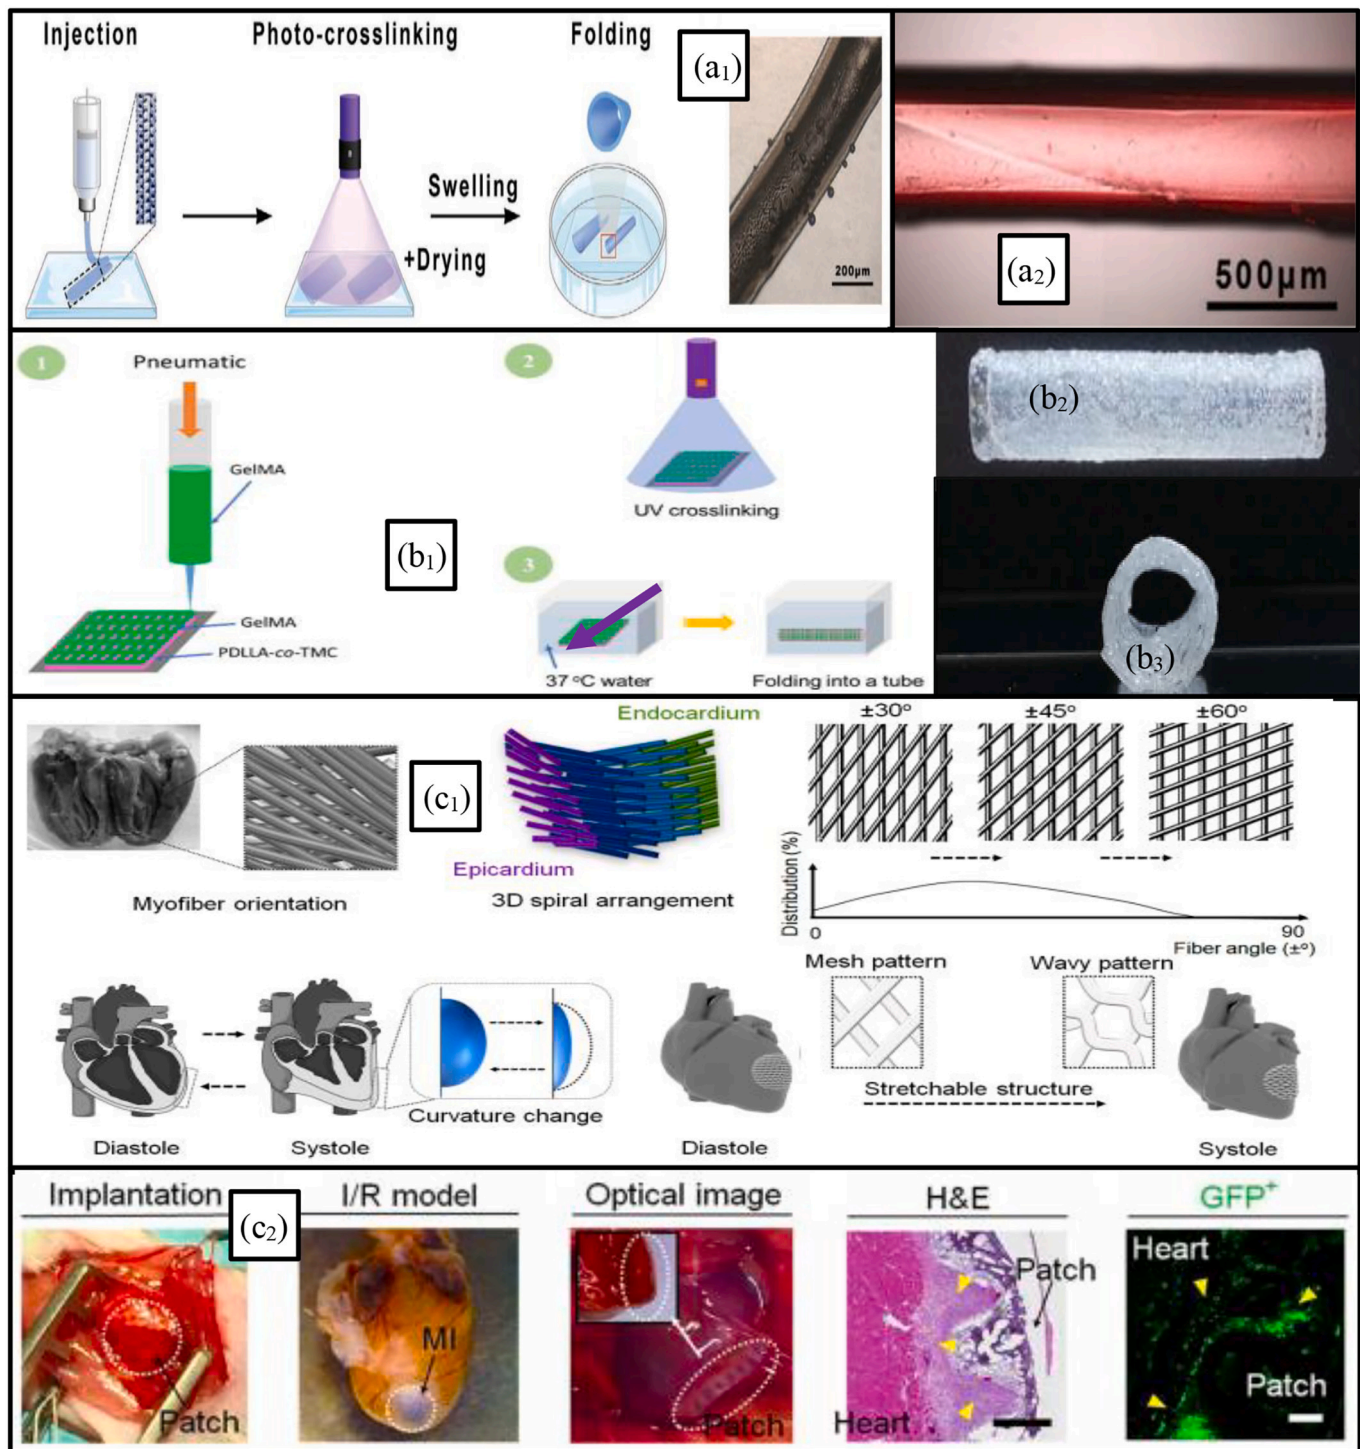 Injection
Photo-crosslinking
Folding
(a1)
Swelling
+Drying
200μm
(a2)
500μm
1
Pneumatic
GelMA
(b1)
GelMA
PDLLA-co-TMC
2
UV crosslinking
3
37 °C water
Folding into a tube
(b2)
(b3)
(c1)
Myofiber orientation
Endocardium
Epicardium
3D spiral arrangement
±30°
±45°
±60°
Distribution (%)
0
90
Fiber angle (±°)
Mesh pattern
Wavy pattern
Stretchable structure
Curvature change
Diastole
Systole
Diastole
Systole
Implantation
(c2)
I/R model
Optical image
H&E
GFP+
Patch
MI
Patch
Patch
Heart
Heart
Patch